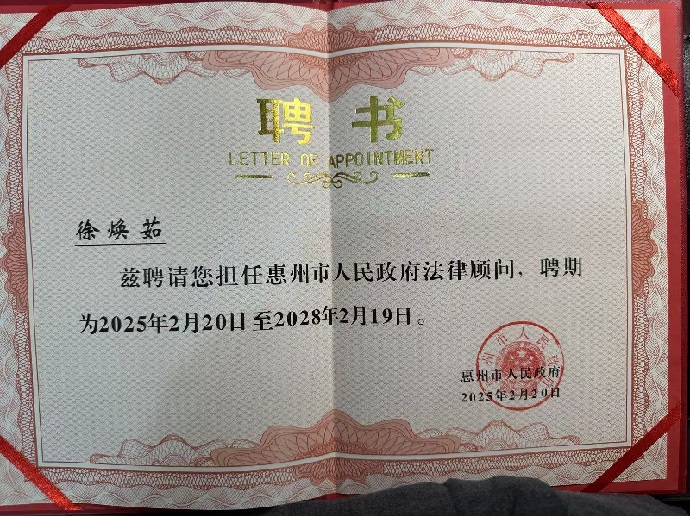 聘书
LETTER OF APPOINTMENT
徐焕茹
兹聘请您担任惠州市人民政府法律顾问，聘期
为2025年2月20日至2028年2月19日。
惠州市人民政府
2025年2月20日